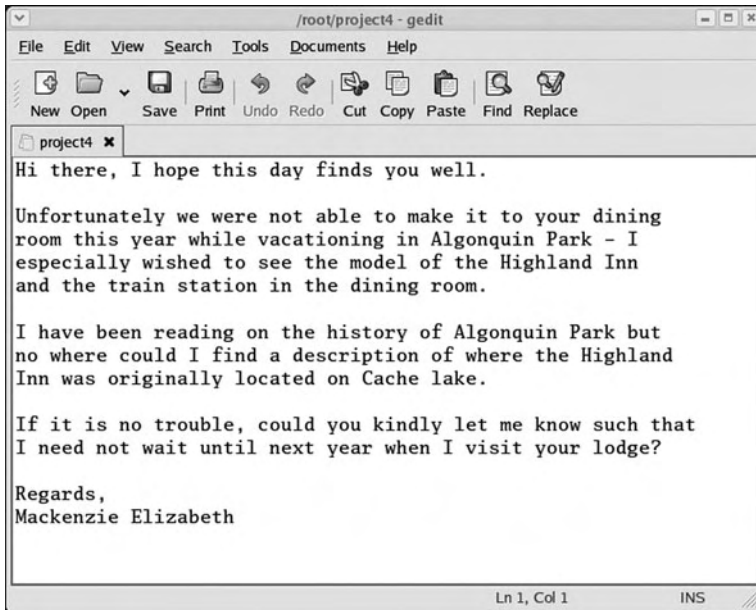 /root/project4 - gedit
File Edit View Search Tools Documents Help
New Open Save Print Undo Redo Cut Copy Paste Find Replace
project4
Hi there, I hope this day finds you well.
Unfortunately we were not able to make it to your dining
room this year while vacationing in Algonquin Park – I
especially wished to see the model of the Highland Inn
and the train station in the dining room.
I have been reading on the history of Algonquin Park but
no where could I find a description of where the Highland
Inn was originally located on Cache lake.
If it is no trouble, could you kindly let me know such that
I need not wait until next year when I visit your lodge?
Regards,
Mackenzie Elizabeth
Ln 1, Col 1 INS